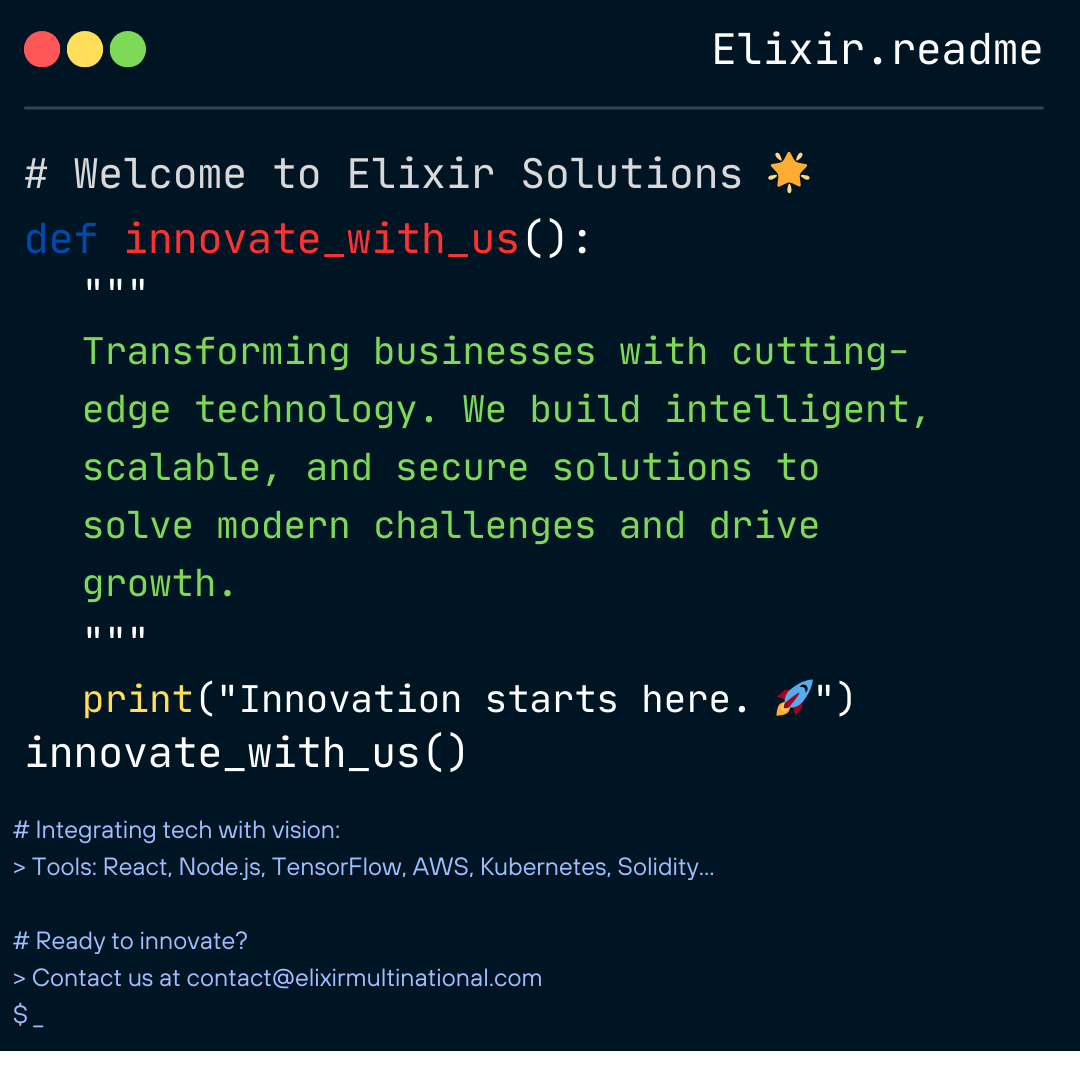 Elixir.readme
# Welcome to Elixir Solutions 🌟
def innovate_with_us():
"""
Transforming businesses with cutting-
edge technology. We build intelligent,
scalable, and secure solutions to
solve modern challenges and drive
growth.
"""
print("Innovation starts here. 🚀")
innovate_with_us()
# Integrating tech with vision:
> Tools: React, Node.js, TensorFlow, AWS, Kubernetes, Solidity...
# Ready to innovate?
> Contact us at contact@elixirmultinational.com
$ _